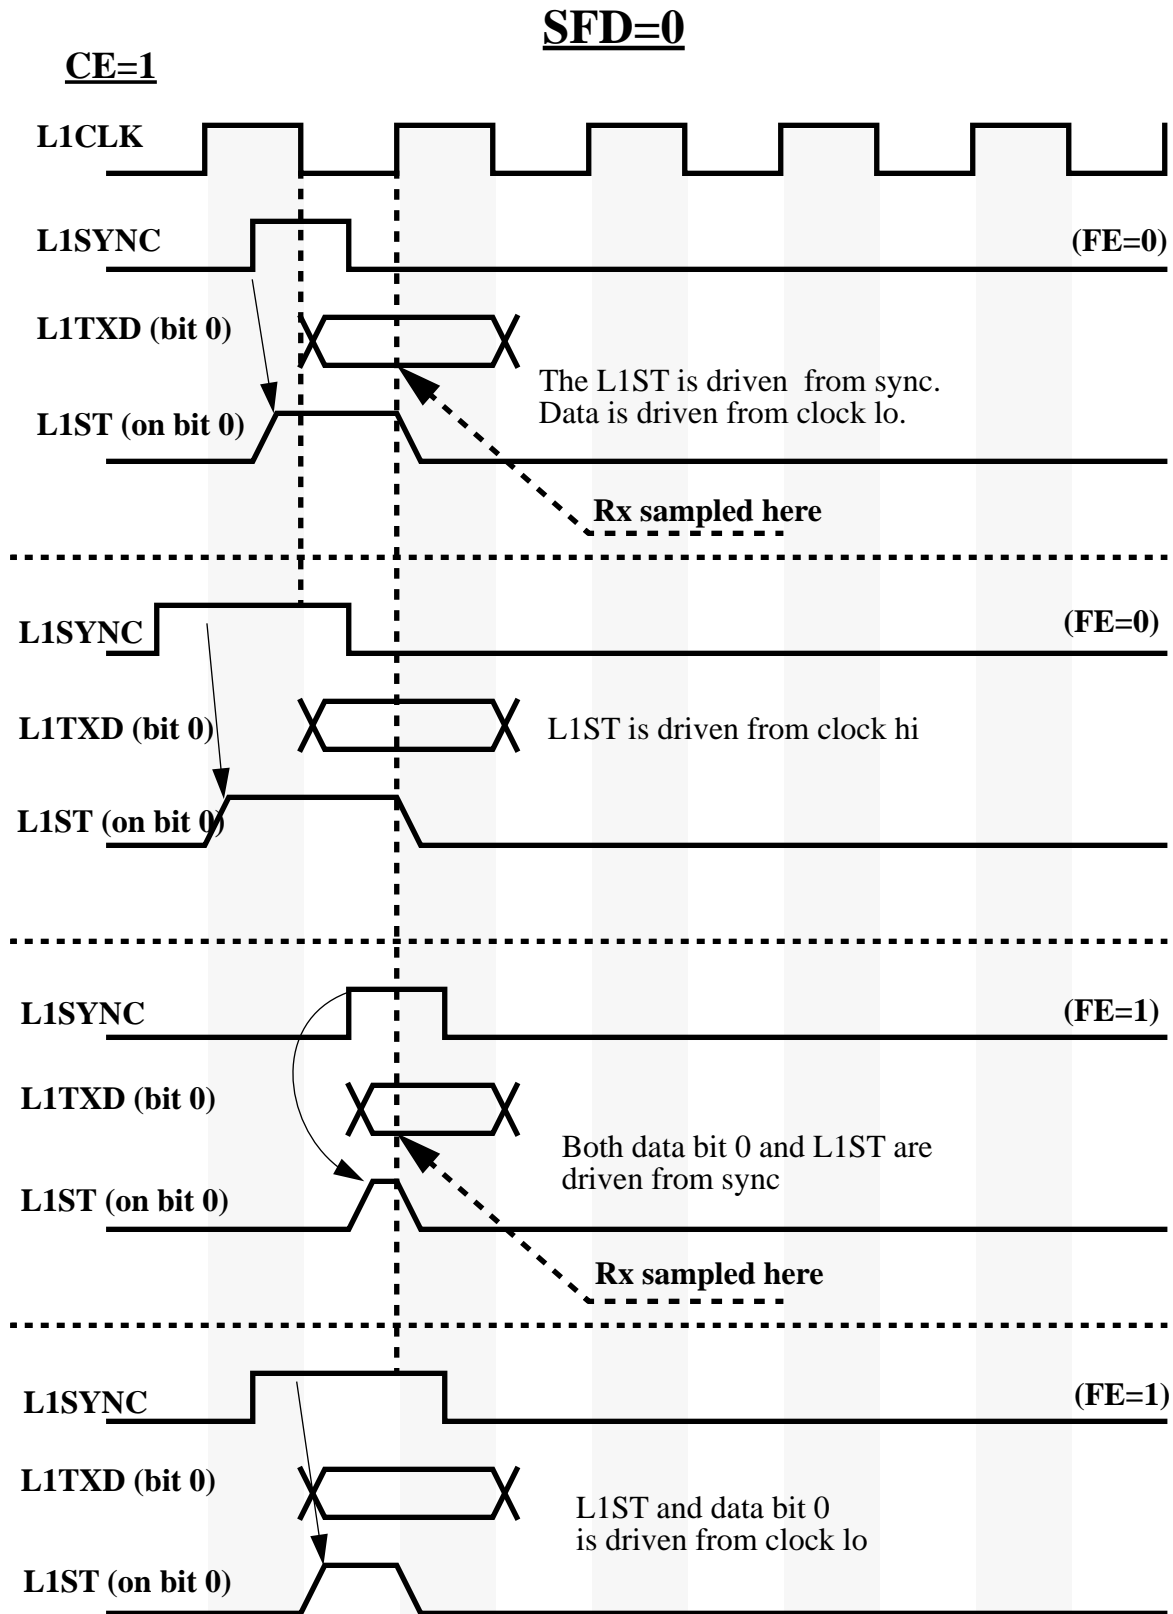 SFD=0
CE=1
L1CLK
L1SYNC
(FE=0)
L1TXD (bit 0)
The L1ST is driven from sync.
Data is driven from clock lo.
L1ST (on bit 0)
Rx sampled here
L1SYNC
(FE=0)
L1TXD (bit 0)
L1ST is driven from clock hi
L1ST (on bit 0)
L1SYNC
(FE=1)
L1TXD (bit 0)
Both data bit 0 and L1ST are
driven from sync
L1ST (on bit 0)
Rx sampled here
L1SYNC
(FE=1)
L1TXD (bit 0)
L1ST and data bit 0
is driven from clock lo
L1ST (on bit 0)